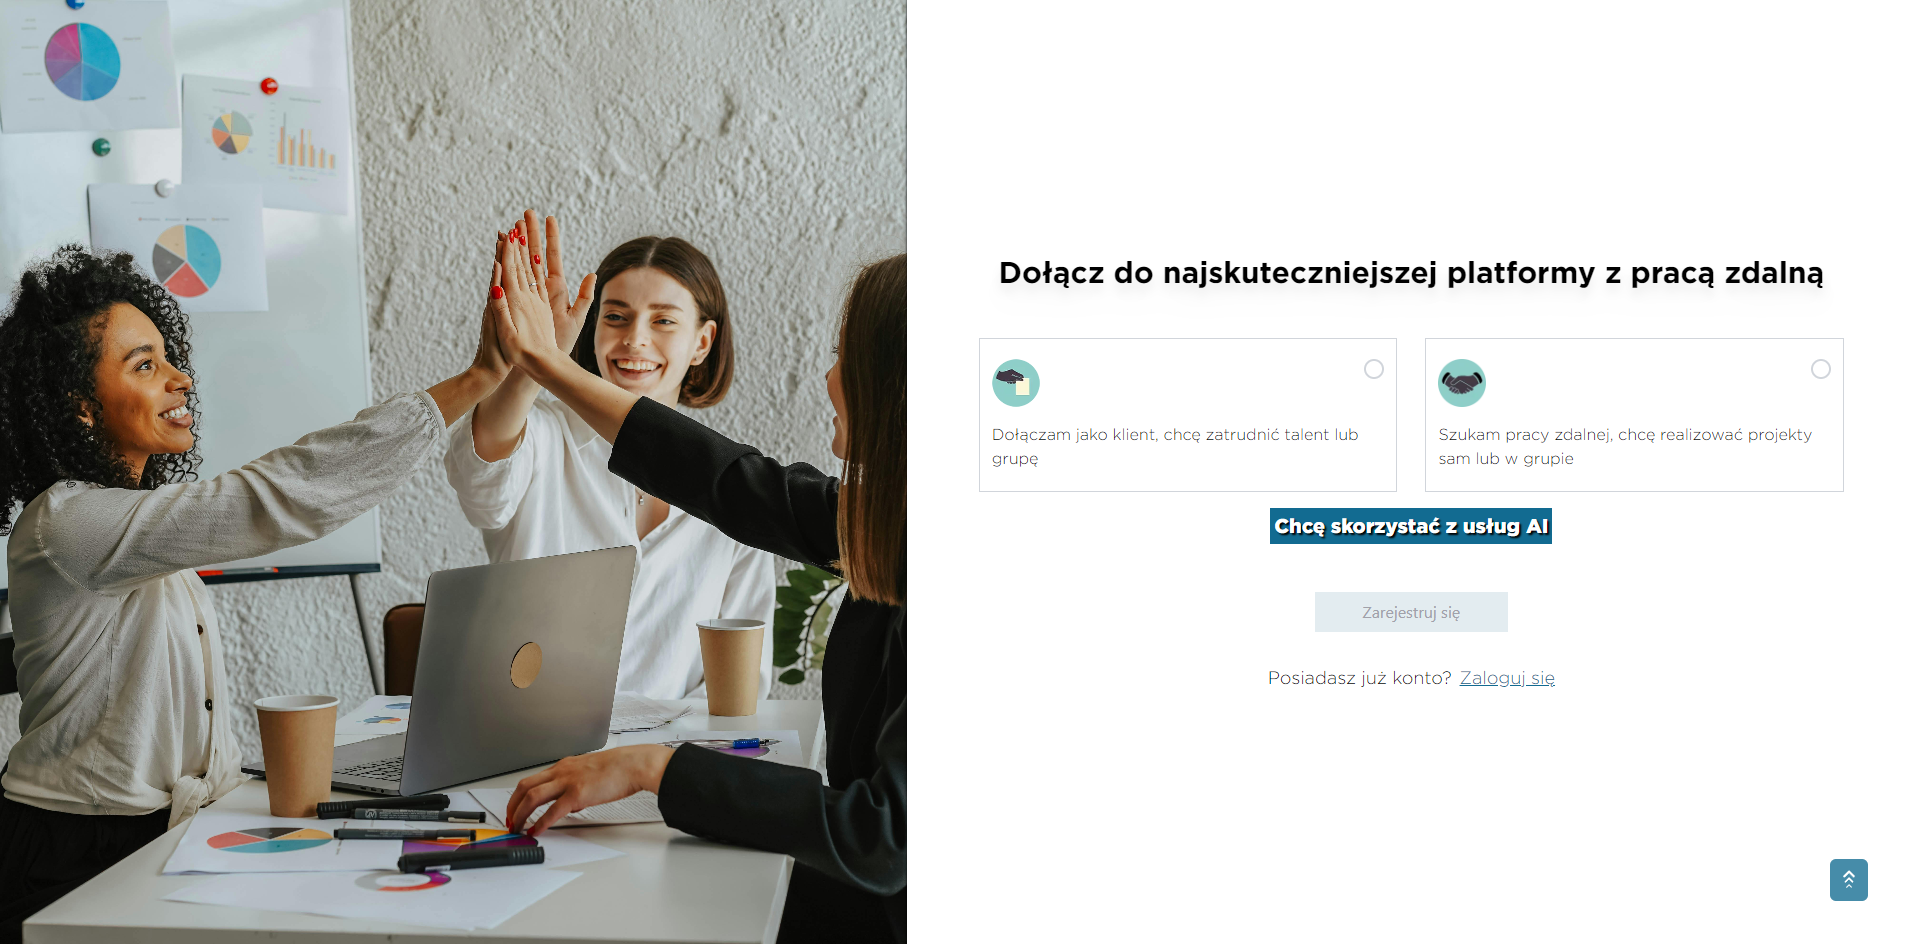 Dołącz do najskuteczniejszej platformy z pracą zdalną
Dołączam jako klient, chcę zatrudnić talent lub
grupę
Szukam pracy zdalnej, chcę realizować projekty
sam lub w grupie
Chcę skorzystać z usług AI
Zarejestruj się
Posiadasz już konto? Zaloguj się